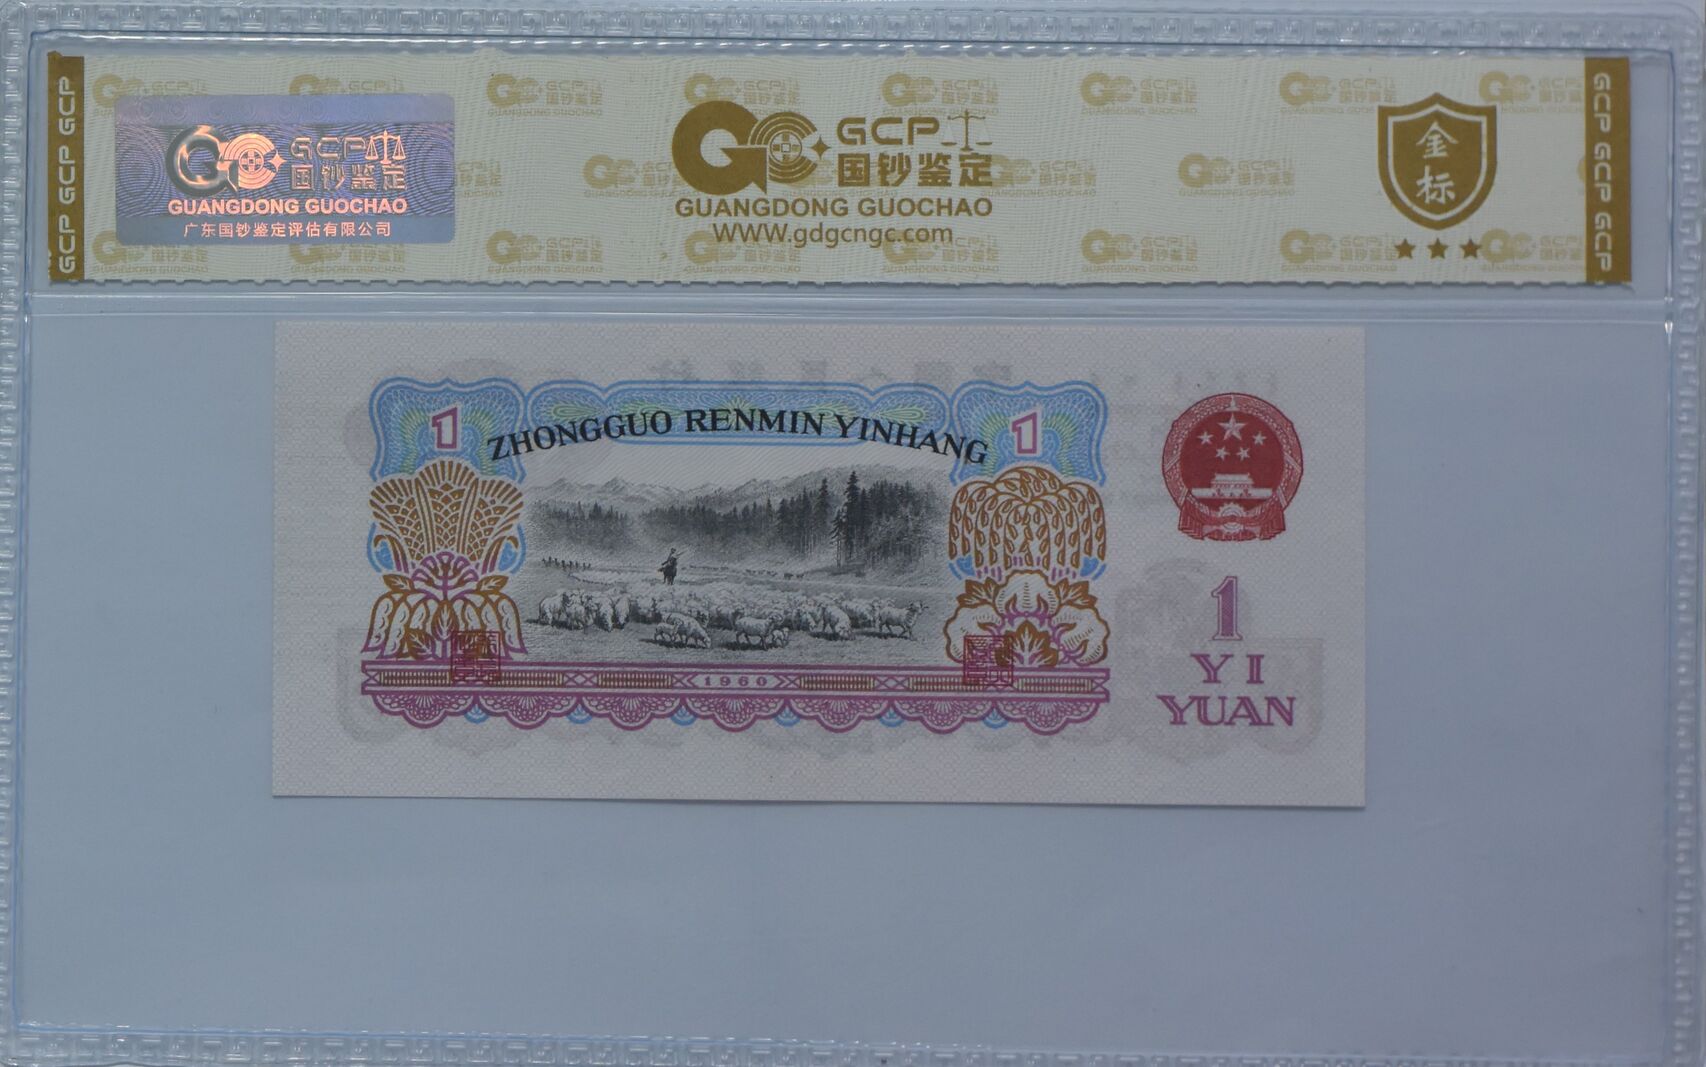 GCP GCP GCP
GCP
国钞鉴定
GUANGDONG GUOCHAO
广东国钞鉴定评估有限公司
GCP
国钞鉴定
GUANGDONG GUOCHAO
WWW.gdgcngc.com
金标
GCP GCP GCP
1
ZHONGGUO RENMIN YINHANG
1
1960
1
YI
YUAN